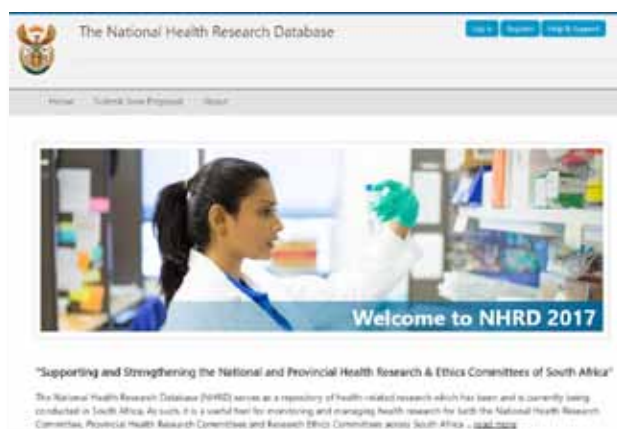 The National Health Research Database
Log in Register Help & Support
Home Submit New Proposal About
Welcome to NHRD 2017
"Supporting and Strengthening the National and Provincial Health Research & Ethics Committees of South Africa"
The National Health Research Database (NHRD) serves as a repository of health related research which has been and is currently being
conducted in South Africa. As such, it is a useful tool for monitoring and managing health research for both the National Health Research
Committee, Provincial Health Research Committees and Research Ethics Committees across South Africa ... read more